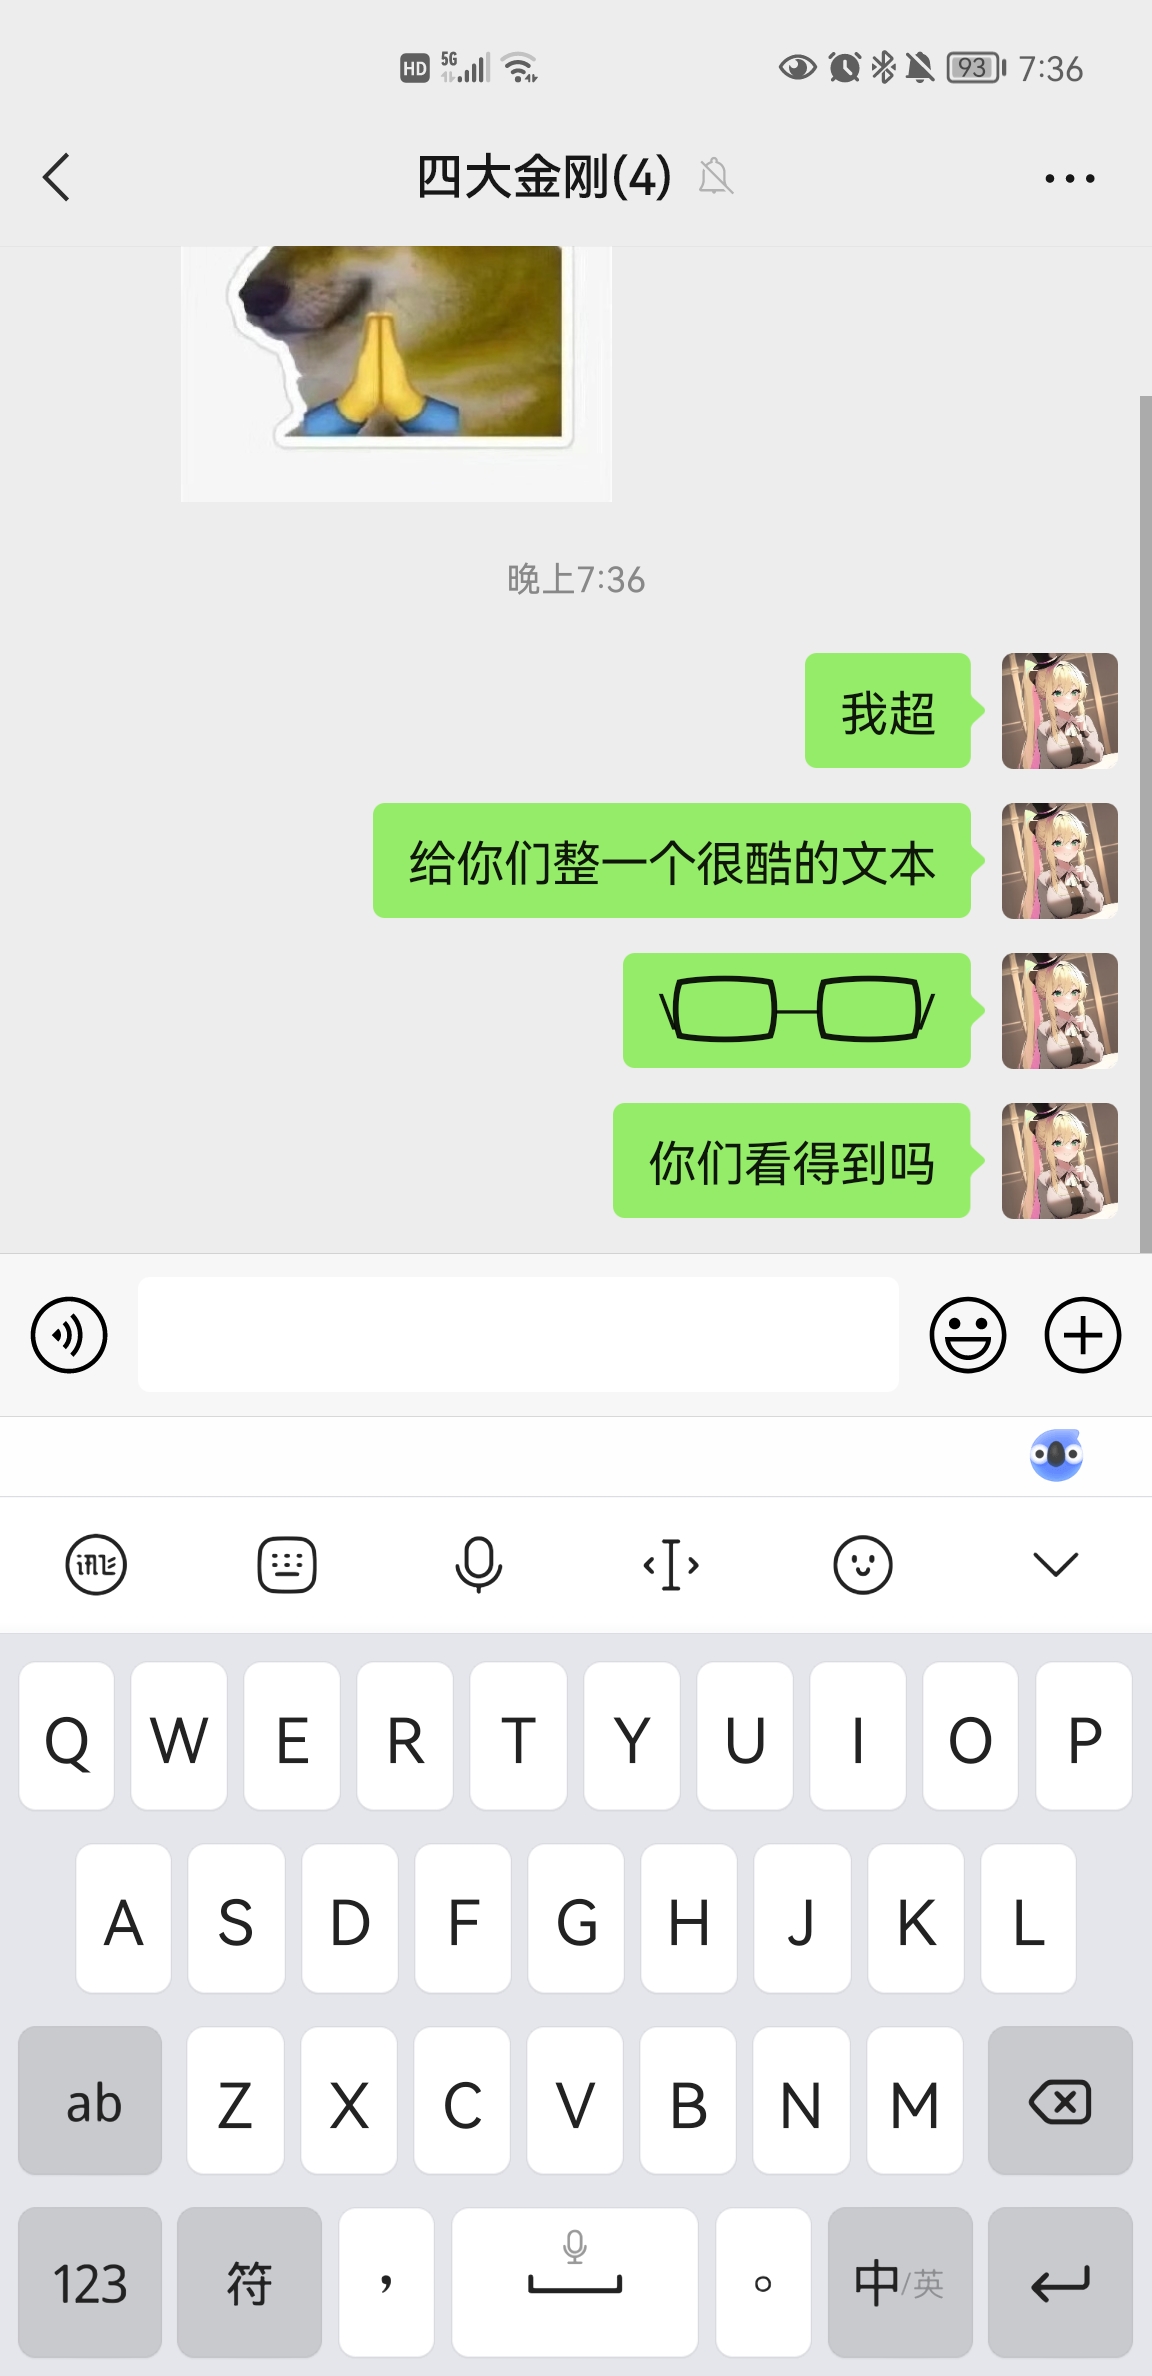 HD 5G 93 7:36
四大金刚(4)
晚上7:36
我超
给你们整一个很酷的文本
你们看得到吗
讯飞
Q W E R T Y U I O P
A S D F G H J K L
ab Z X C V B N M
123 符 ， 。 中/英